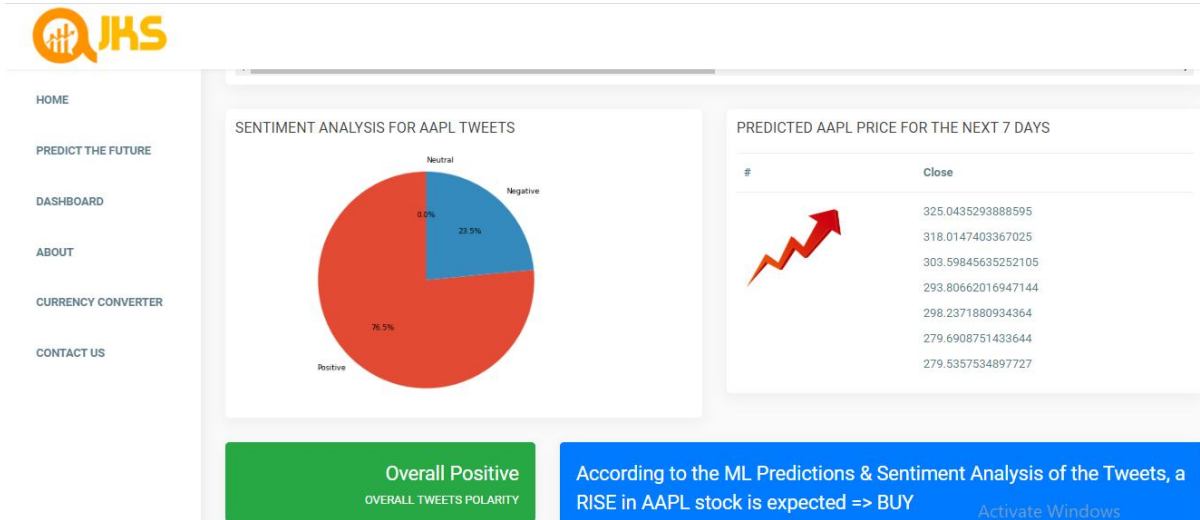 JKS
HOME
PREDICT THE FUTURE
DASHBOARD
ABOUT
CURRENCY CONVERTER
CONTACT US
SENTIMENT ANALYSIS FOR AAPL TWEETS
Neutral
Negative
0.0%
23.5%
76.5%
Positive
PREDICTED AAPL PRICE FOR THE NEXT 7 DAYS
# Close
325.0435293888595
318.0147403367025
303.59845635252105
293.80662016947144
298.2371880934364
279.6908751433644
279.5357534897727
Overall Positive
OVERALL TWEETS POLARITY
According to the ML Predictions & Sentiment Analysis of the Tweets, a
RISE in AAPL stock is expected => BUY
Activate Windows